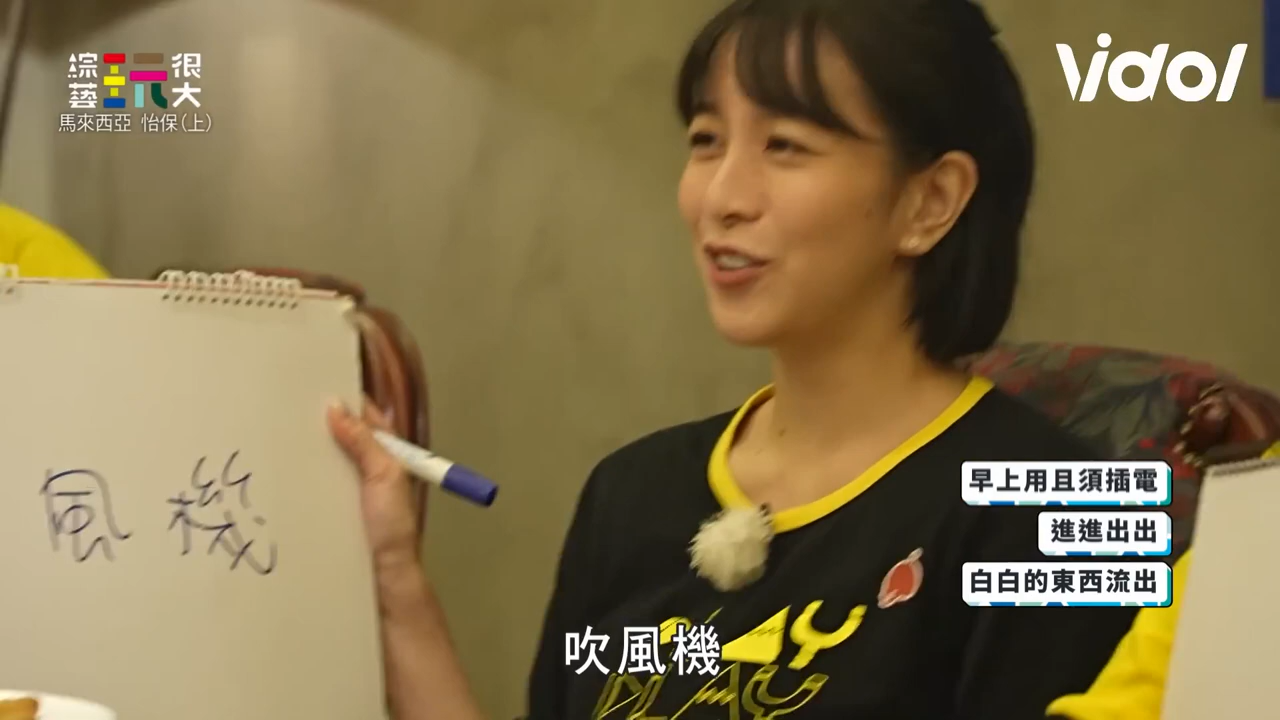 綜藝玩很大
馬來西亞 怡保(上)
Vidol
風機
早上用且須插電
進進出出
白白的東西流出
吹風機